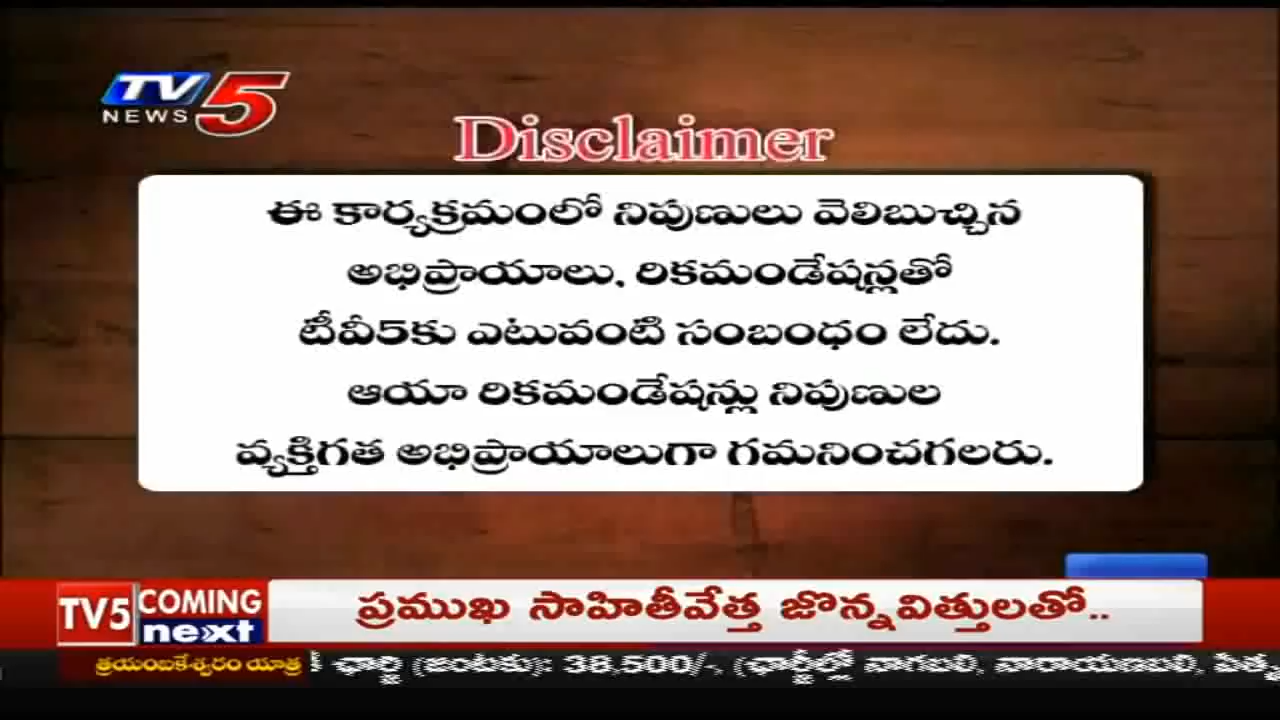 TV5
NEWS
Disclaimer
ఈ కార్యక్రమంలో నిపుణులు వెలిబుచ్చిన
అభిప్రాయాలు, రికమండేషన్లతో
టీవీ5కు ఎటువంటి సంబంధం లేదు.
ఆయా రికమండేషన్లు నిపుణుల
వ్యక్తిగత అభిప్రాయాలుగా గమనించగలరు.
TV5 COMING next
ప్రముఖ సాహితీవేత్త జొన్నవిత్తులతో..
త్రయంబకేశ్వరం యాత్ర ఛార్జి (జంటకు): 38,500/-. (ఛార్జీల్లో నాగబలి, నారాయణబలి,